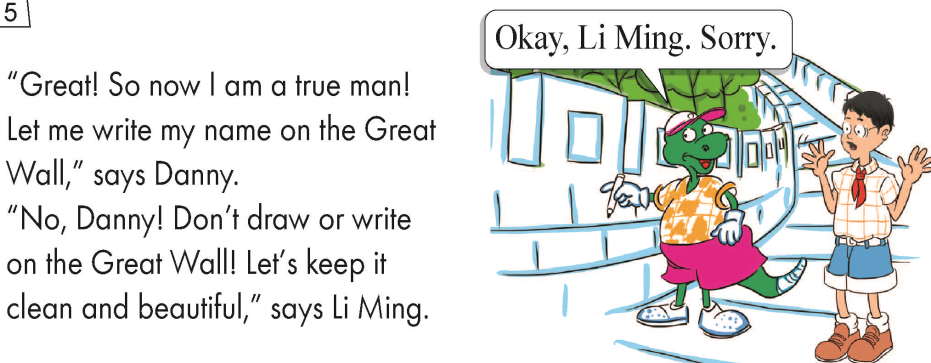 5
“Great! So now I am a true man!
Let me write my name on the Great
Wall,” says Danny.
“No, Danny! Don’t draw or write
on the Great Wall! Let’s keep it
clean and beautiful,” says Li Ming.
Okay, Li Ming. Sorry.